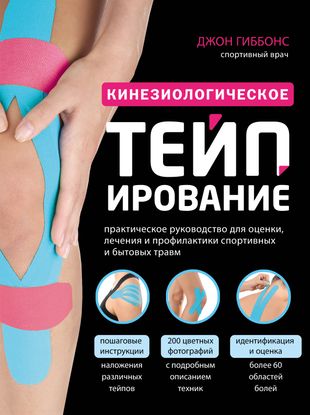 ДЖОН ГИББОНС
спортивный врач
КИНЕЗИОЛОГИЧЕСКОЕ
ТЕЙП
ИРОВАНИЕ
практическое руководство для оценки,
лечения и профилактики спортивных
и бытовых травм
пошаговые
инструкции
наложения
различных
тейпов
200 цветных
фотографий
с подробным
описанием
техник
идентификация
и оценка
более 60
областей
болей